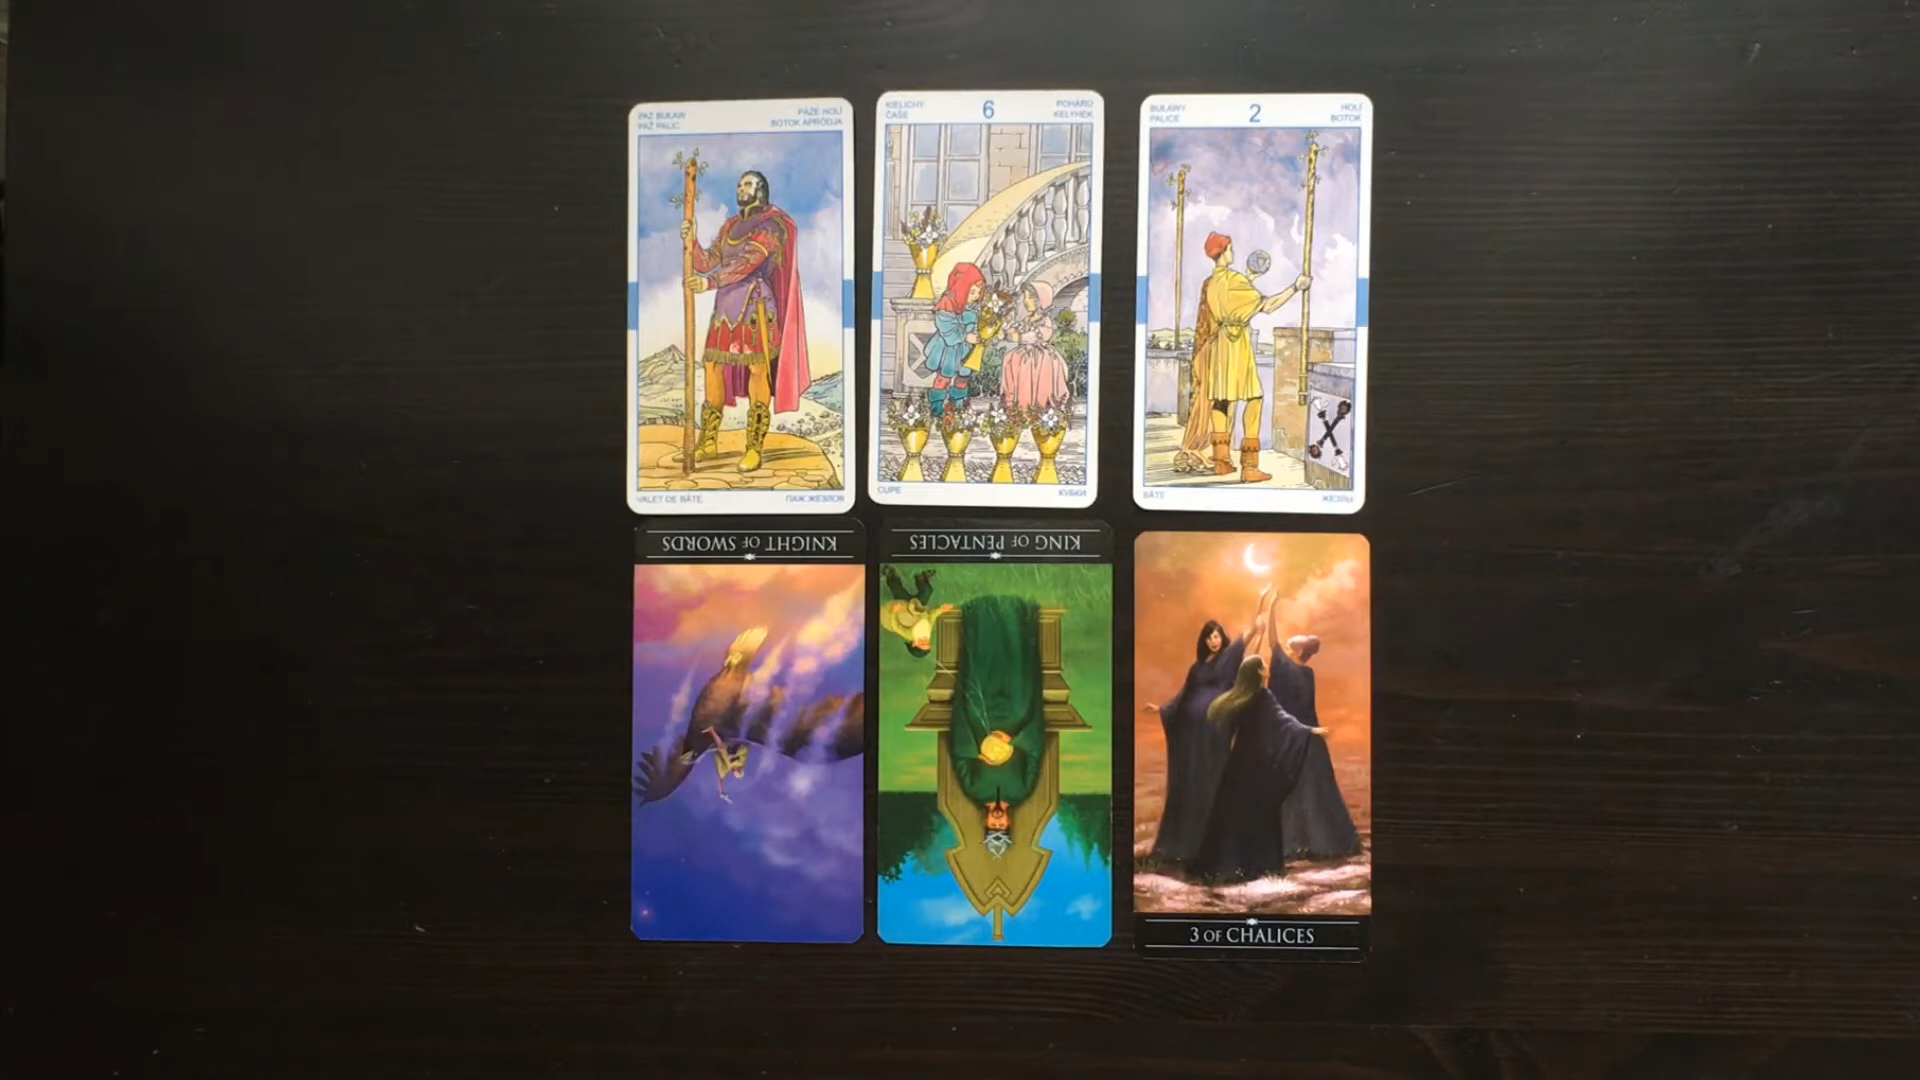 PAŹ BUŁAW
PAŽ PALIC
PAŽE HOLÍ
BOTOK APRÓDJA
VALET DE BÂTE
ПАЖ ЖЕЗЛОВ
KIELICHY
ČAŠE
6
POHÁRŮ
KELYHEK
CUPE
КУБКИ
BUŁAWY
PALICE
2
HOLÍ
BOTOK
BÂTE
ЖЕЗЛЫ
KNIGHT OF SWORDS
KING OF PENTACLES
3 OF CHALICES